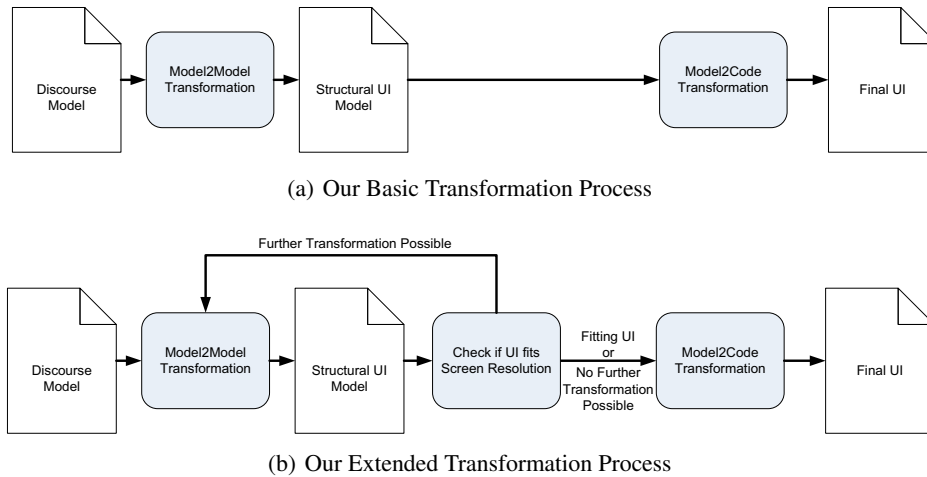 Discourse
Model
Model2Model
Transformation
Structural UI
Model
Model2Code
Transformation
Final UI
(a) Our Basic Transformation Process
Further Transformation Possible
Discourse
Model
Model2Model
Transformation
Structural UI
Model
Check if UI fits
Screen Resolution
Fitting UI
or
No Further
Transformation
Possible
Model2Code
Transformation
Final UI
(b) Our Extended Transformation Process